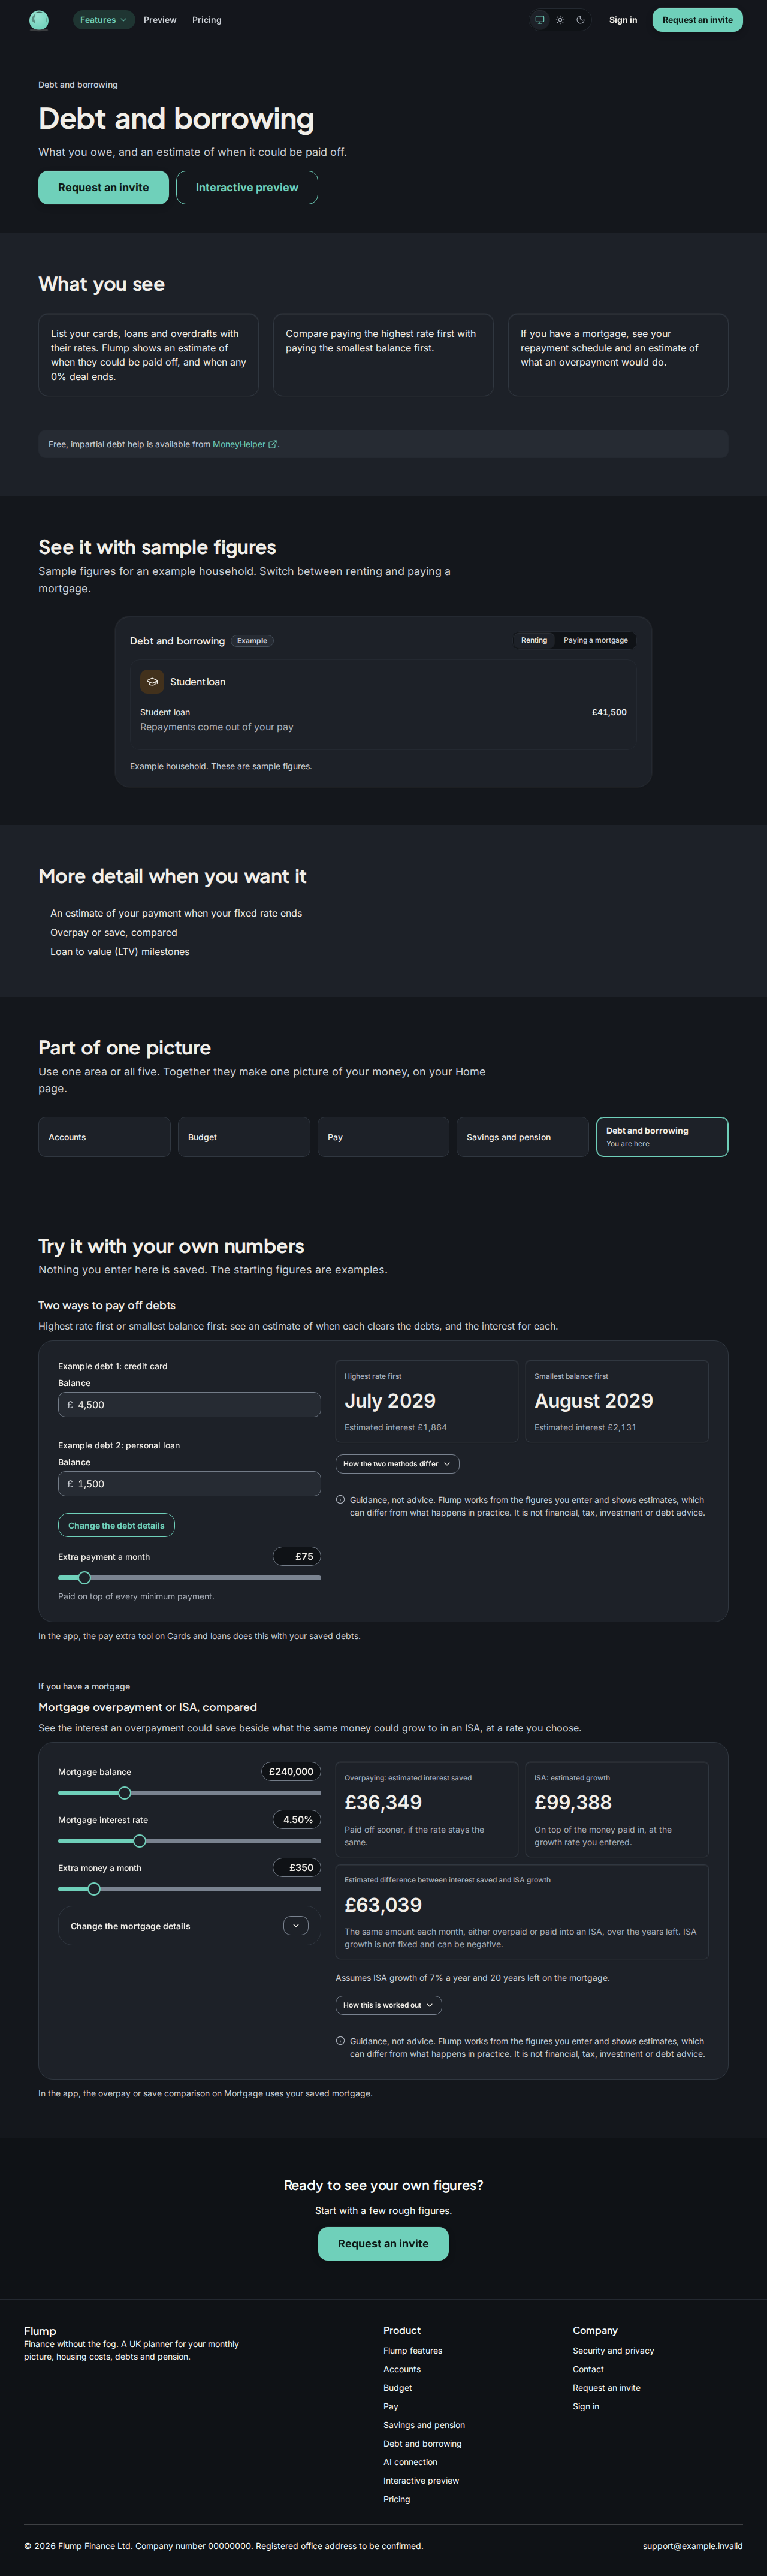 Features
Preview
Pricing
Sign in
Request an invite
Debt and borrowing
Debt and borrowing
What you owe, and an estimate of when it could be paid off.
Request an invite
Interactive preview
What you see
List your cards, loans and overdrafts with
their rates. Flump shows an estimate of
when they could be paid off, and when any
0% deal ends.
Compare paying the highest rate first with
paying the smallest balance first.
If you have a mortgage, see your
repayment schedule and an estimate of
what an overpayment would do.
Free, impartial debt help is available from MoneyHelper.
See it with sample figures
Sample figures for an example household. Switch between renting and paying a
mortgage.
Debt and borrowing
Example
Renting
Paying a mortgage
Student loan
Student loan
£41,500
Repayments come out of your pay
Example household. These are sample figures.
More detail when you want it
An estimate of your payment when your fixed rate ends
Overpay or save, compared
Loan to value (LTV) milestones
Part of one picture
Use one area or all five. Together they make one picture of your money, on your Home
page.
Accounts
Budget
Pay
Savings and pension
Debt and borrowing
You are here
Try it with your own numbers
Nothing you enter here is saved. The starting figures are examples.
Two ways to pay off debts
Highest rate first or smallest balance first: see an estimate of when each clears the debts, and the interest for each.
Example debt 1: credit card
Balance
£ 4,500
Example debt 2: personal loan
Balance
£ 1,500
Change the debt details
Extra payment a month
£75
Paid on top of every minimum payment.
Highest rate first
July 2029
Estimated interest £1,864
Smallest balance first
August 2029
Estimated interest £2,131
How the two methods differ
Guidance, not advice. Flump works from the figures you enter and shows estimates, which
can differ from what happens in practice. It is not financial, tax, investment or debt advice.
In the app, the pay extra tool on Cards and loans does this with your saved debts.
If you have a mortgage
Mortgage overpayment or ISA, compared
See the interest an overpayment could save beside what the same money could grow to in an ISA, at a rate you choose.
Mortgage balance
£240,000
Mortgage interest rate
4.50%
Extra money a month
£350
Change the mortgage details
Overpaying: estimated interest saved
£36,349
Paid off sooner, if the rate stays the
same.
ISA: estimated growth
£99,388
On top of the money paid in, at the
growth rate you entered.
Estimated difference between interest saved and ISA growth
£63,039
The same amount each month, either overpaid or paid into an ISA, over the years left. ISA
growth is not fixed and can be negative.
Assumes ISA growth of 7% a year and 20 years left on the mortgage.
How this is worked out
Guidance, not advice. Flump works from the figures you enter and shows estimates, which
can differ from what happens in practice. It is not financial, tax, investment or debt advice.
In the app, the overpay or save comparison on Mortgage uses your saved mortgage.
Ready to see your own figures?
Start with a few rough figures.
Request an invite
Flump
Finance without the fog. A UK planner for your monthly
picture, housing costs, debts and pension.
Product
Flump features
Accounts
Budget
Pay
Savings and pension
Debt and borrowing
AI connection
Interactive preview
Pricing
Company
Security and privacy
Contact
Request an invite
Sign in
© 2026 Flump Finance Ltd. Company number 00000000. Registered office address to be confirmed.
support@example.invalid